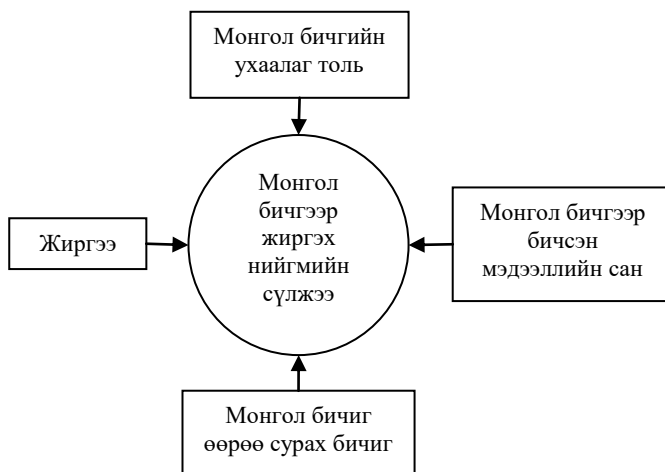 Монгол бичгийн
ухаалаг толь
Жиргээ
Монгол
бичгээр
жиргэх
нийгмийн
сүлжээ
Монгол бичгээр
бичсэн
мэдээллийн сан
Монгол бичиг
өөрөө сурах бичиг